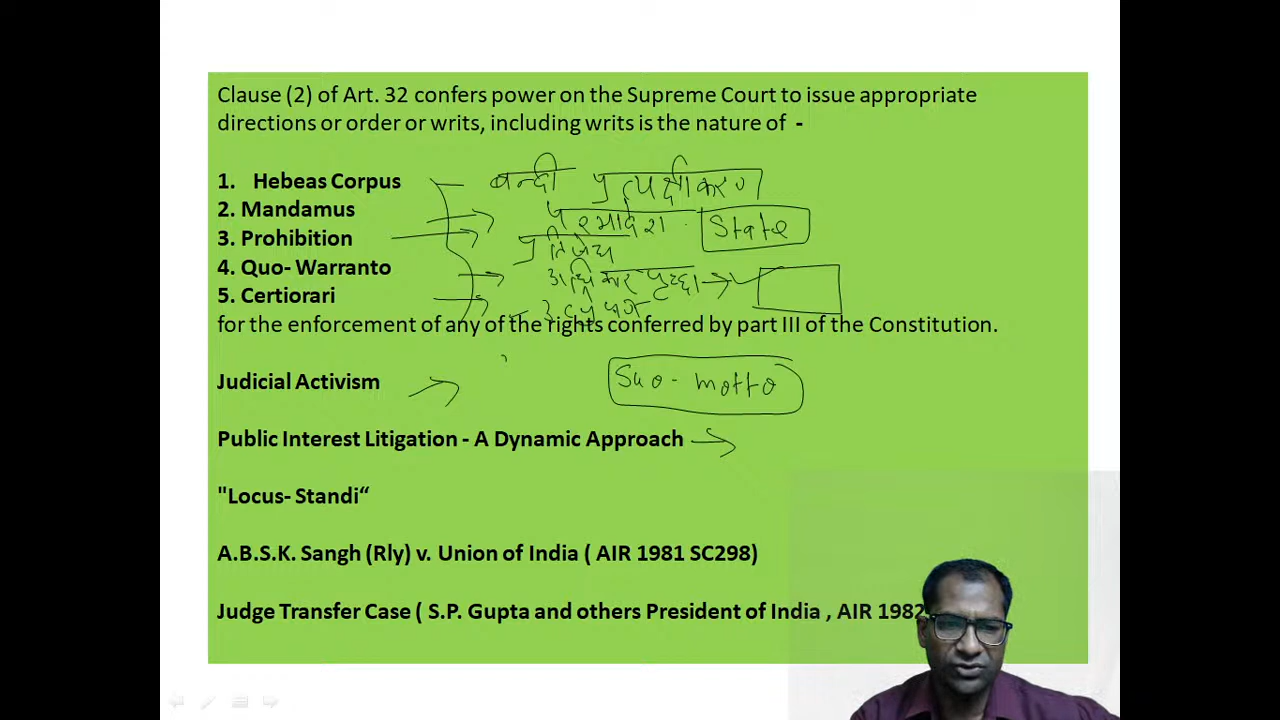 Clause (2) of Art. 32 confers power on the Supreme Court to issue appropriate
directions or order or writs, including writs is the nature of -
1. Hebeas Corpus बन्दी प्रत्यक्षीकरण
2. Mandamus परमादेश State
3. Prohibition प्रतिषेध
4. Quo- Warranto अधिकार पृच्छा
5. Certiorari
for the enforcement of any of the rights conferred by part III of the Constitution.
Judicial Activism Suo - motto
Public Interest Litigation - A Dynamic Approach
"Locus- Standi“
A.B.S.K. Sangh (Rly) v. Union of India ( AIR 1981 SC298)
Judge Transfer Case ( S.P. Gupta and others President of India , AIR 1982